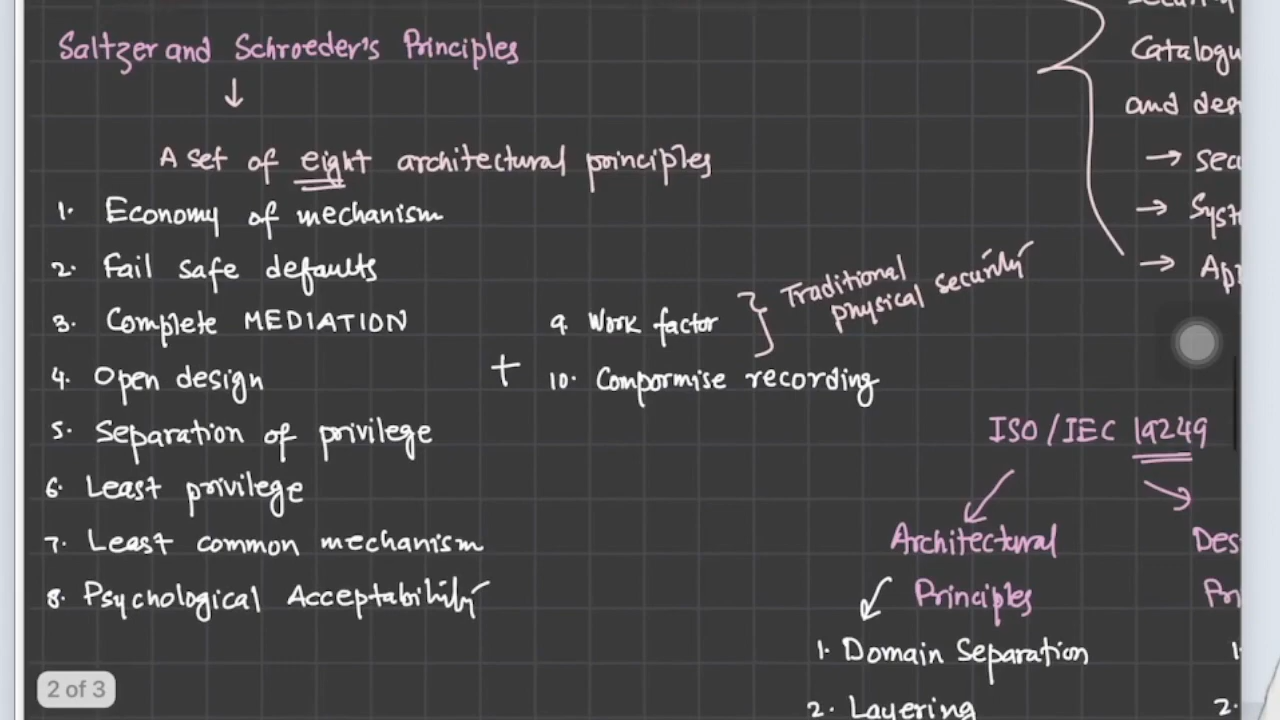 Saltzer and Schroeder's Principles
↓
A set of eight architectural principles
1. Economy of mechanism
2. Fail safe defaults
3. Complete MEDIATION
4. Open design
5. Separation of privilege
6. Least privilege
7. Least common mechanism
8. Psychological Acceptability
+
9. Work factor
10. Compormise recording
} Traditional
physical security
Catalogu
and des
→ sec
→ Syst
→ Ap
ISO/IEC 19249
Architectural
Principles
1. Domain Separation
2. Layering
Des
Pri
1.
2.
2 of 3